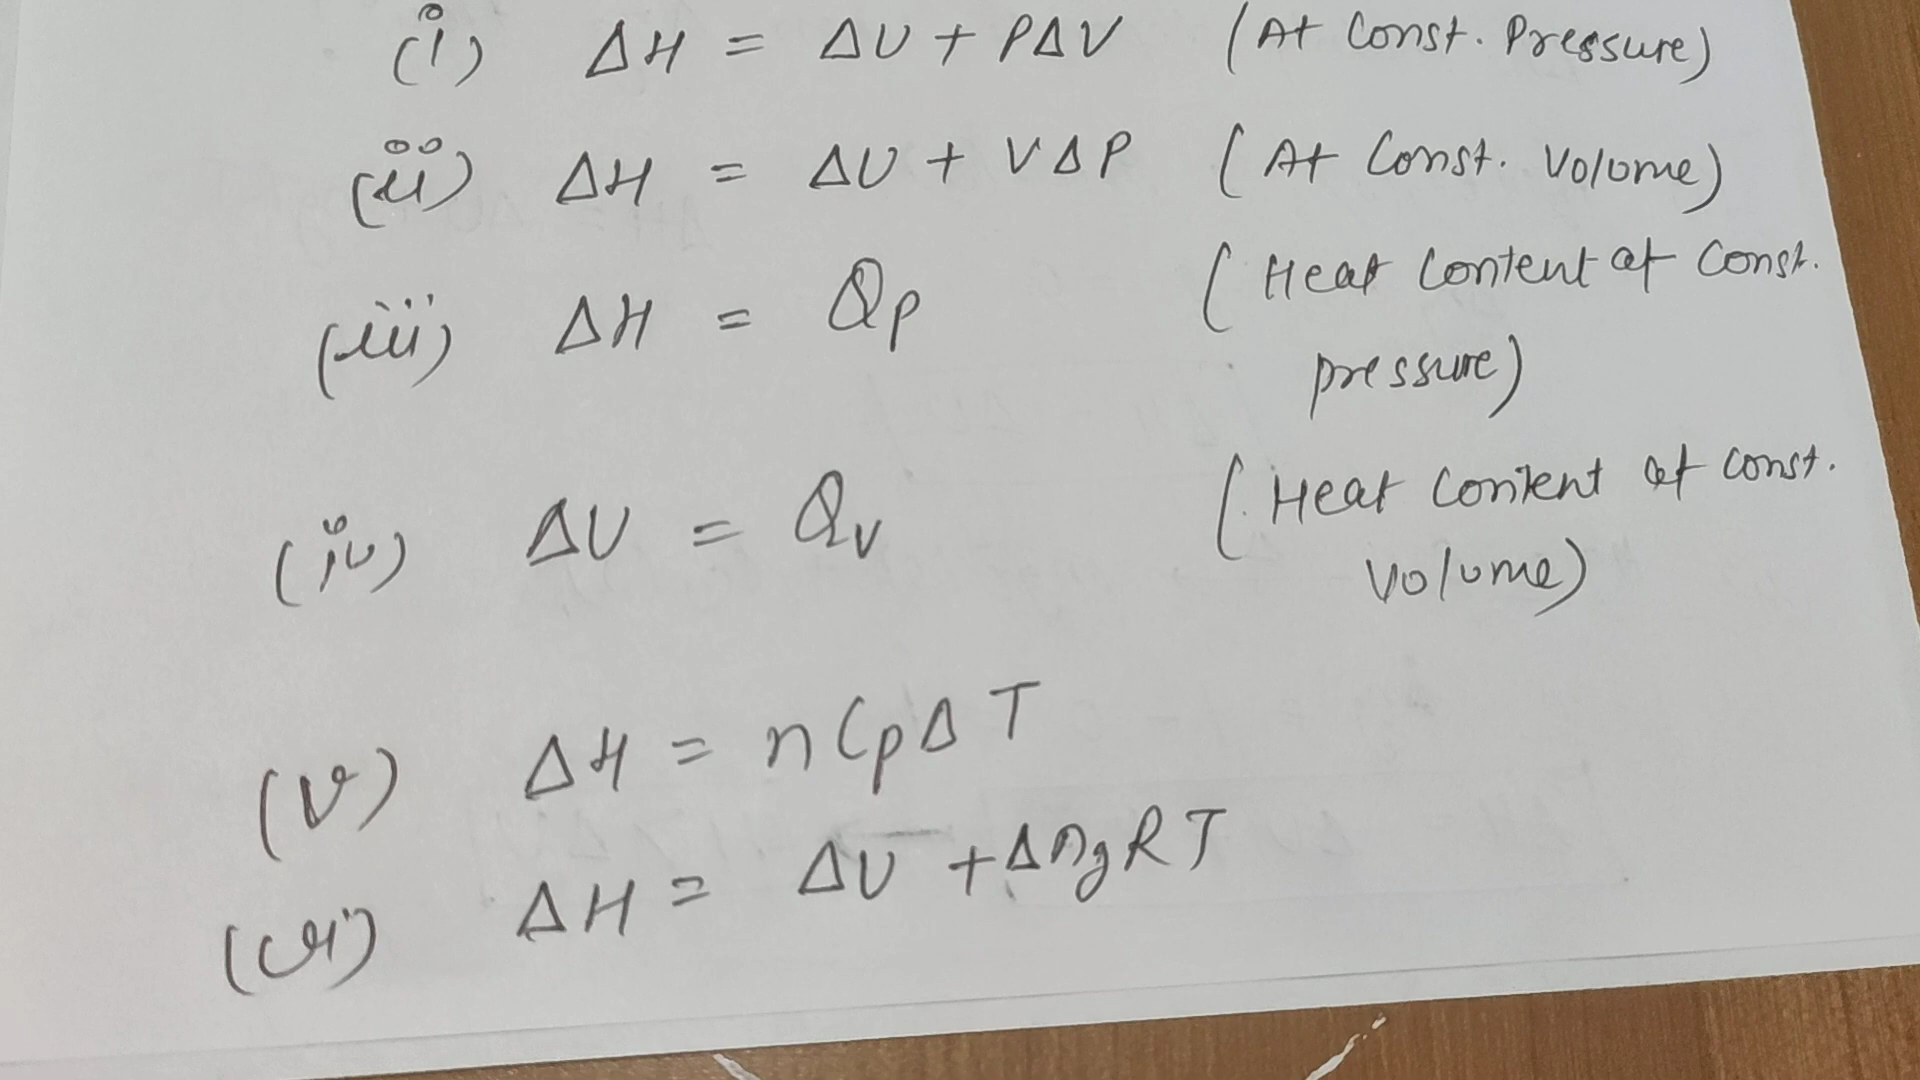 (i) ΔH = ΔU + PΔV (At Const. Pressure)
(ii) ΔH = ΔU + VΔP (At Const. Volume)
(iii) ΔH = Qp (Heat Content at Const.
pressure)
(iv) ΔU = Qv (Heat Content at const.
Volume)
(v) ΔH = nCpΔT
(vi) ΔH = ΔU + ΔngRT